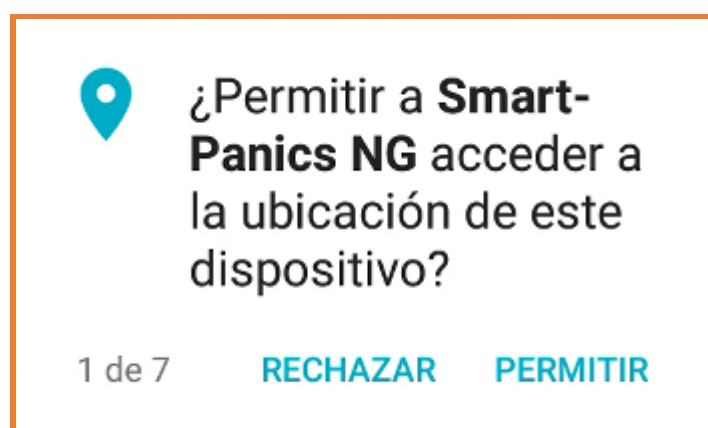 ¿Permitir a Smart-
Panics NG acceder a
la ubicación de este
dispositivo?
1 de 7 RECHAZAR PERMITIR